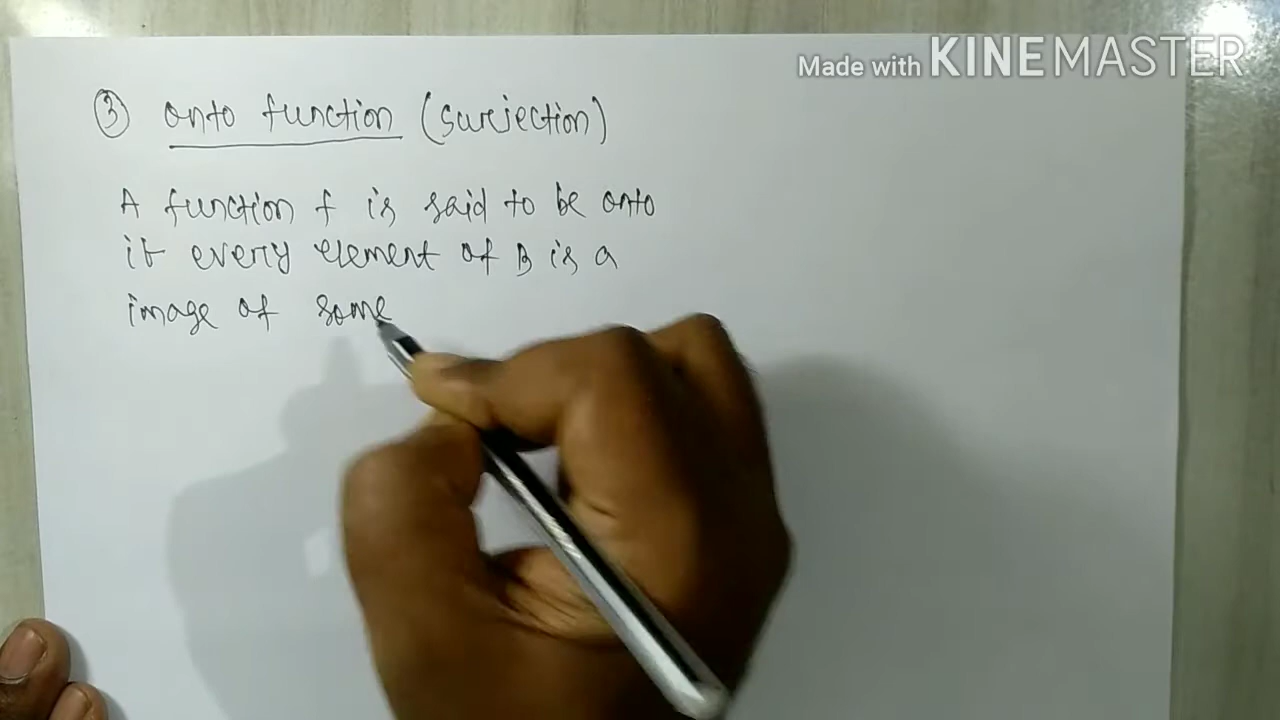 Made with KINEMASTER
③ onto function (surjection)
A function f is said to be onto
if every element of B is a
image of some